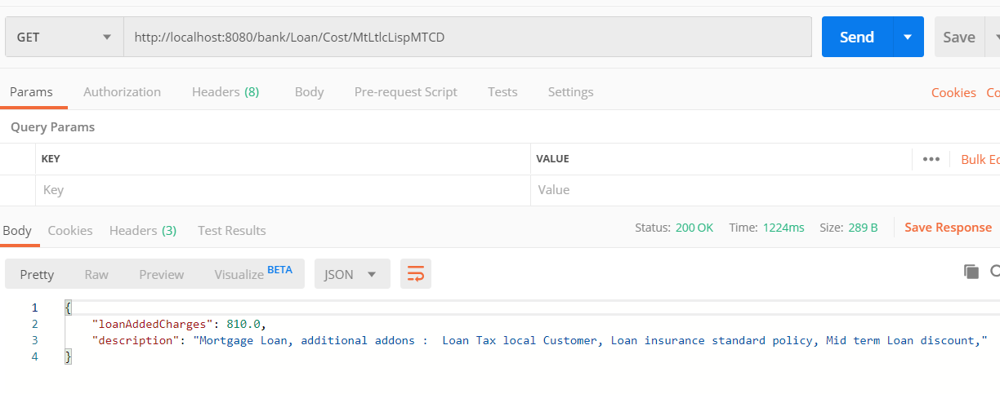 GET http://localhost:8080/bank/Loan/Cost/MtLtlcLispMTCD Send Save
Params Authorization Headers (8) Body Pre-request Script Tests Settings Cookies Co
Query Params
KEY VALUE ••• Bulk Ed
Key Value
Body Cookies Headers (3) Test Results Status: 200 OK Time: 1224ms Size: 289 B Save Response
Pretty Raw Preview Visualize BETA JSON
1 {
2 "loanAddedCharges": 810.0,
3 "description": "Mortgage Loan, additional addons :  Loan Tax local Customer, Loan insurance standard policy, Mid term Loan discount,"
4 }